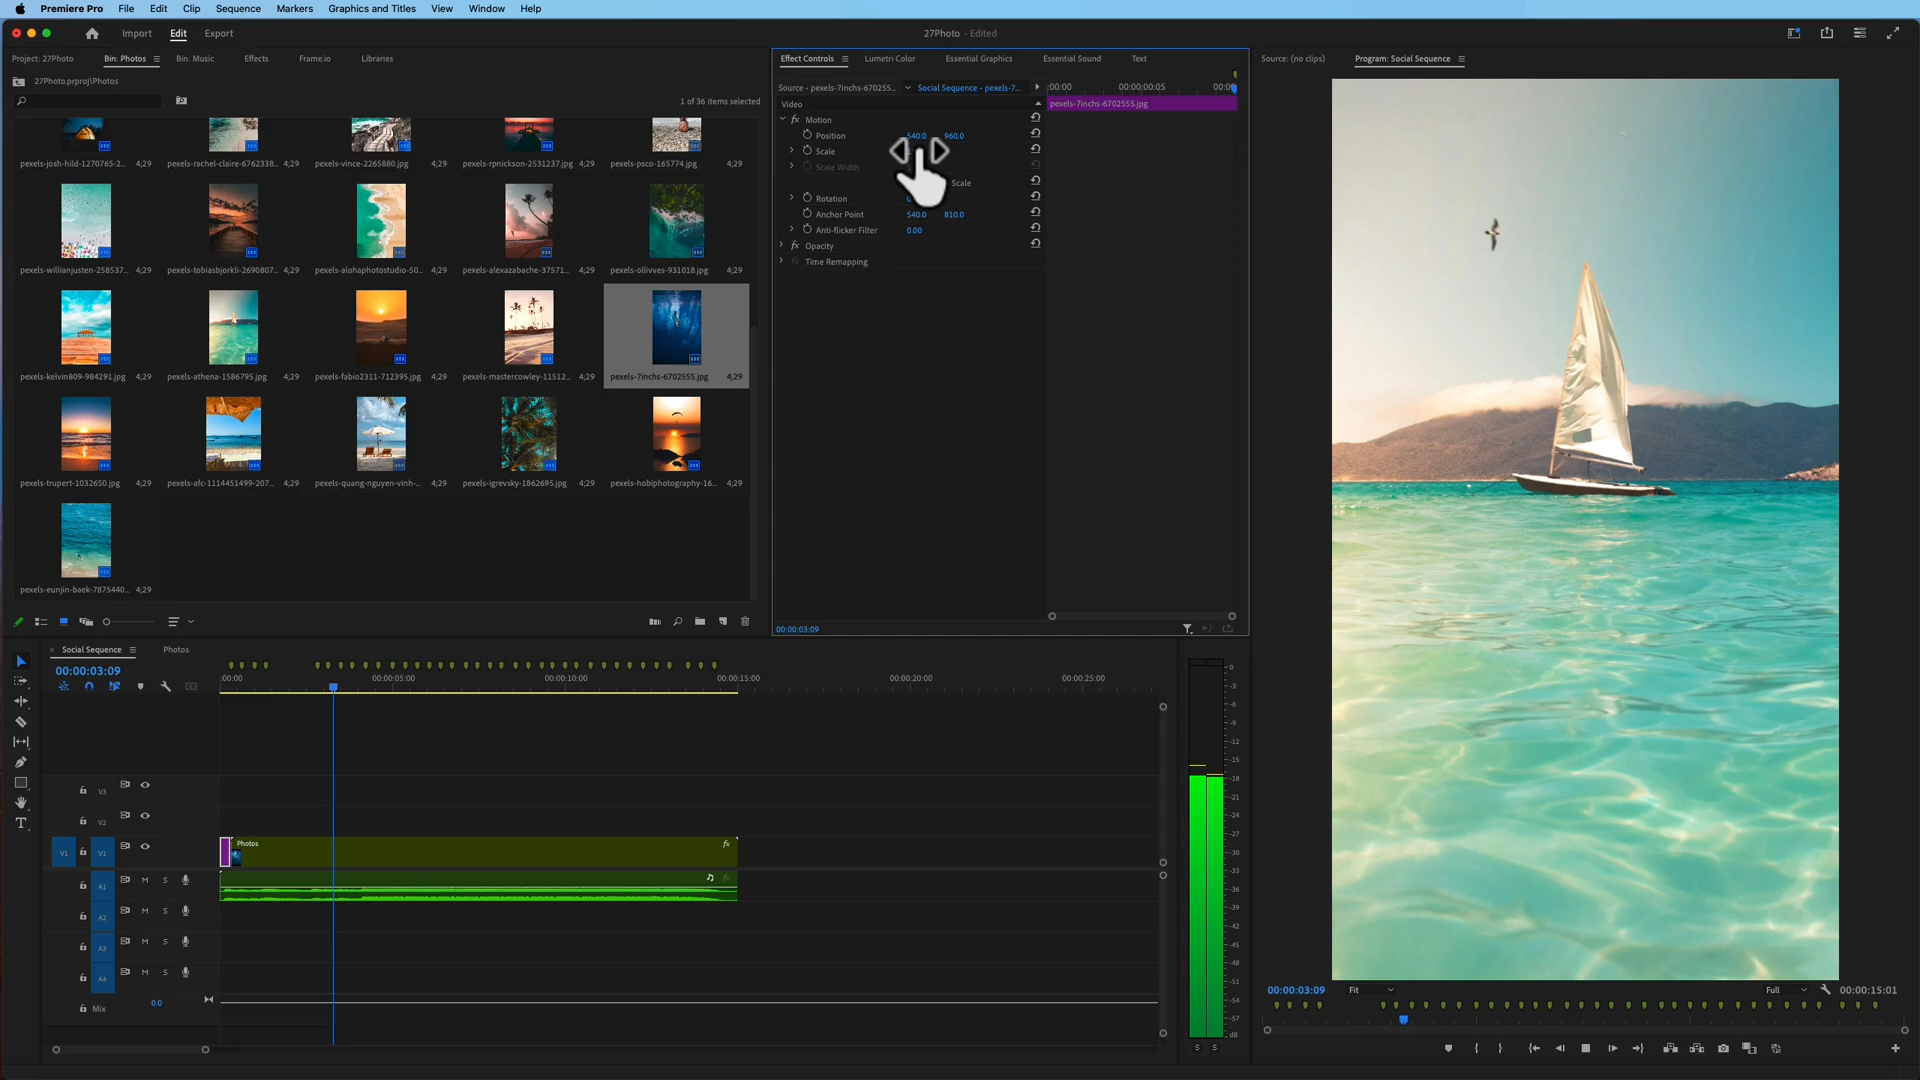 Premiere Pro File Edit Clip Sequence Markers Graphics and Titles View Window Help
Import Edit Export
27Photo - Edited
Project: 27Photo Bin: Photos Bin: Music Effects Frame.io Libraries
27Photo.prproj\Photos
1 of 36 items selected
pexels-josh-hild-1270765-2... 4;29 pexels-rachel-claire-6762338... 4;29 pexels-vince-2265880.jpg 4;29 pexels-rpnickson-2531237.jpg 4;29 pexels-psco-165774.jpg 4;29
pexels-willianjusten-258537... 4;29 pexels-tobiasbjorkli-2690807... 4;29 pexels-alohaphotostudio-50... 4;29 pexels-alexazabache-37571... 4;29 pexels-ollivves-931018.jpg 4;29
pexels-kelvin809-984291.jpg 4;29 pexels-athena-1586795.jpg 4;29 pexels-fabio2311-712395.jpg 4;29 pexels-mastercowley-11512... 4;29 pexels-7inchs-6702555.jpg 4;29
pexels-trupert-1032650.jpg 4;29 pexels-afc-1114451499-207... 4;29 pexels-quang-nguyen-vinh-... 4;29 pexels-igrevsky-1862695.jpg 4;29 pexels-hobiphotography-16... 4;29
pexels-eunjin-baek-7875440... 4;29
Effect Controls Lumetri Color Essential Graphics Essential Sound Text
Source - pexels-7inchs-670255... Social Sequence - pexels-7... :00:00 00:00:00:05 00:00
Video pexels-7inchs-6702555.jpg
fx Motion
Position 540.0 960.0
Scale
Scale Width
Scale
Rotation
Anchor Point 540.0 810.0
Anti-flicker Filter 0.00
fx Opacity
fx Time Remapping
00:00:03:09
Source: (no clips) Program: Social Sequence
00:00:03:09 Fit Full 00:00:15:01
× Social Sequence Photos
00:00:03:09
:00:00 00:00:05:00 00:00:10:00 00:00:15:00 00:00:20:00 00:00:25:00
V3
V2
V1 V1 Photos fx
A1 M S fx
A2 M S
A3 M S
A4 M S
Mix 0.0
0
-3
-6
-9
-12
-15
-18
-21
-24
-27
-30
-33
-36
-39
-42
-45
-48
-51
-54
-57
dB
S S